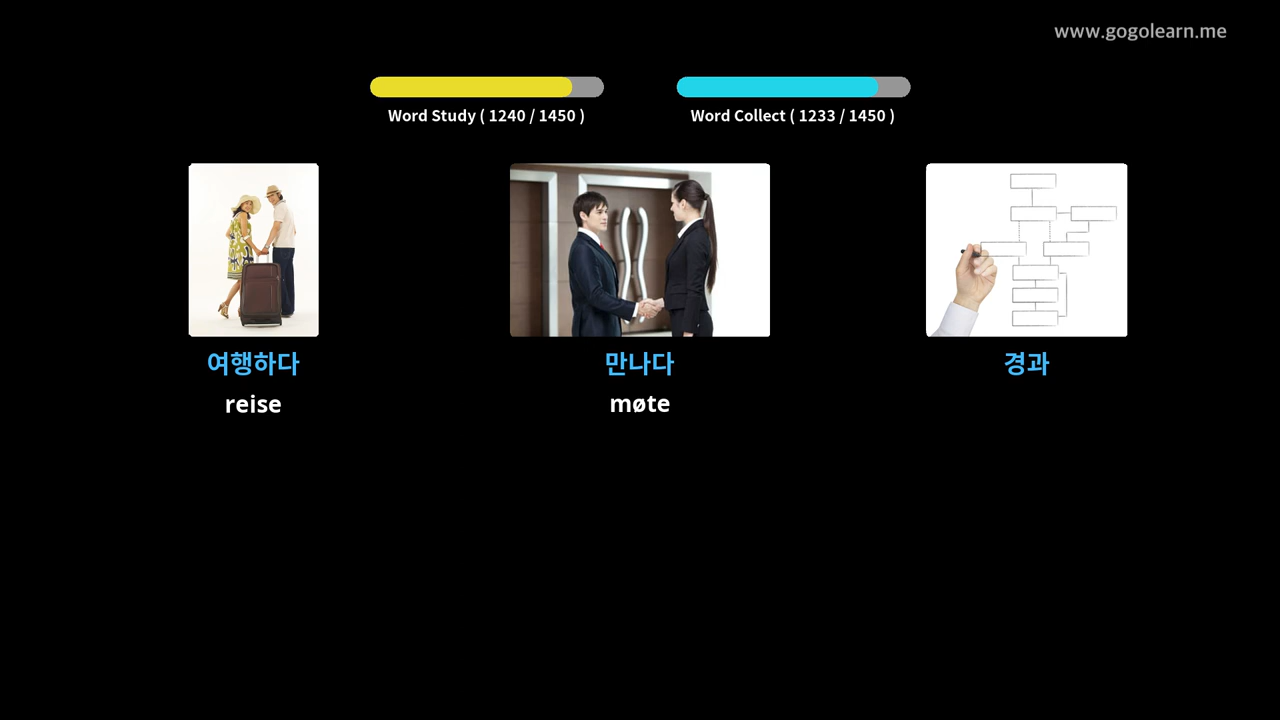 www.gogolearn.me
Word Study ( 1240 / 1450 )
Word Collect ( 1233 / 1450 )
여행하다
만나다
경과
reise
møte